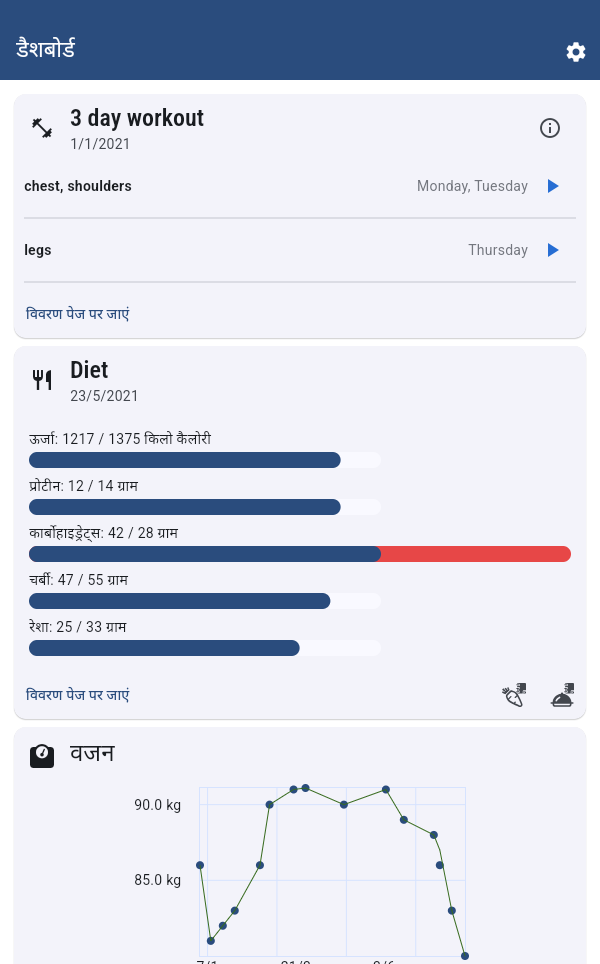 डैशबोर्ड
3 day workout
1/1/2021
chest, shoulders Monday, Tuesday
legs Thursday
विवरण पेज पर जाएं
Diet
23/5/2021
ऊर्जा: 1217 / 1375 किलो कैलोरी
प्रोटीन: 12 / 14 ग्राम
कार्बोहाइड्रेट्स: 42 / 28 ग्राम
चर्बी: 47 / 55 ग्राम
रेशा: 25 / 33 ग्राम
विवरण पेज पर जाएं
वजन
90.0 kg
85.0 kg